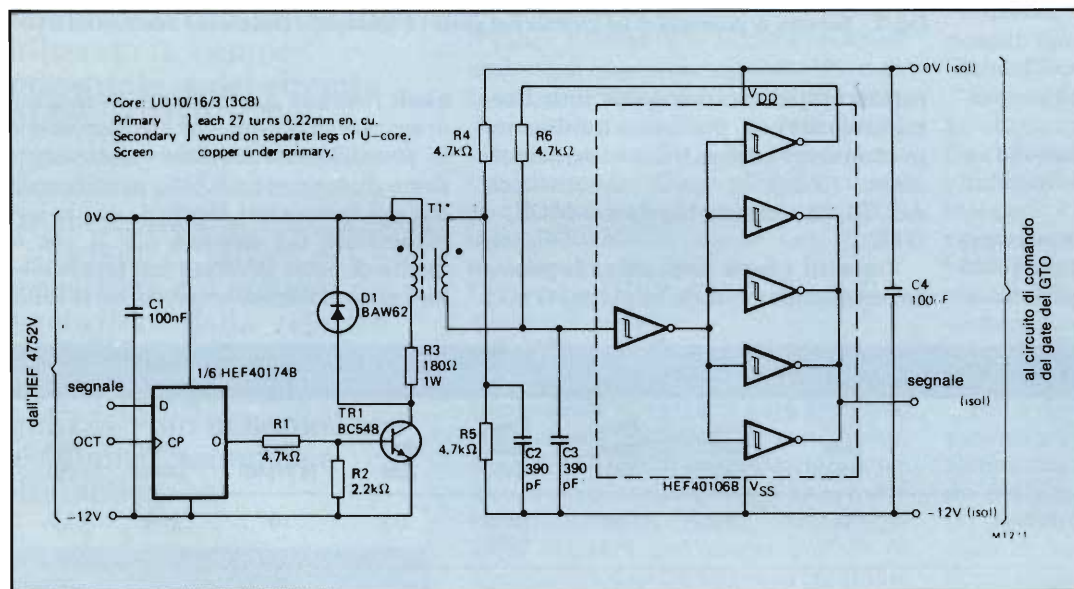 *Core: UU10/16/3 (3C8)
Primary } each 27 turns 0.22mm en. cu.
Secondary } wound on separate legs of U-core.
Screen copper under primary.
0V
C1
100nF
D1
BAW62
T1*
R3
180Ω
1W
1/6 HEF40174B
dall'HEF 4752V
segnale
D
OCT
CP
O
R1
4.7kΩ
R2
2.2kΩ
TR1
BC548
−12V
R4
4.7kΩ
R6
4.7kΩ
R5
4.7kΩ
C2
390
pF
C3
390
pF
VDD
HEF40106B
VSS
0V (isol)
C4
segnale
(isol)
−12V (isol)
al circuito di comando
del gate del GTO